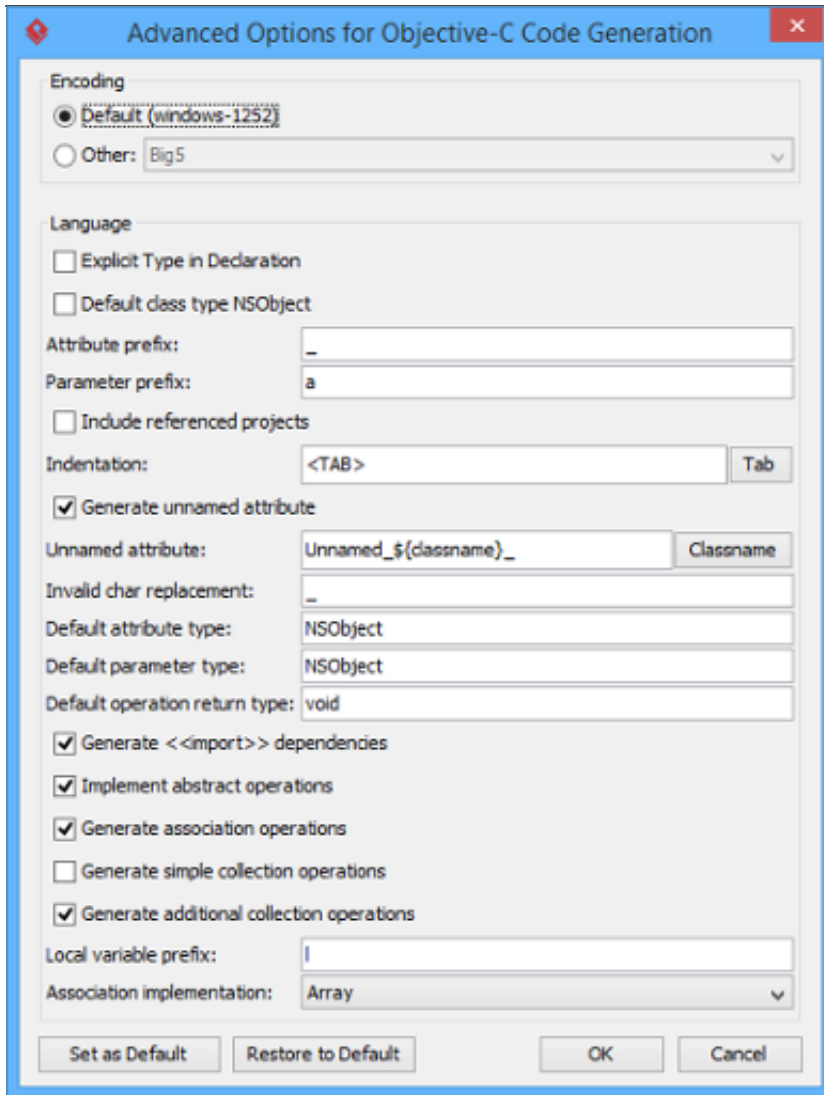 Advanced Options for Objective-C Code Generation
Encoding
Default (windows-1252)
Other: Big5
Language
Explicit Type in Declaration
Default class type NSObject
Attribute prefix: _
Parameter prefix: a
Include referenced projects
Indentation: <TAB> Tab
Generate unnamed attribute
Unnamed attribute: Unnamed_${classname}_ Classname
Invalid char replacement: _
Default attribute type: NSObject
Default parameter type: NSObject
Default operation return type: void
Generate <<import>> dependencies
Implement abstract operations
Generate association operations
Generate simple collection operations
Generate additional collection operations
Local variable prefix: l
Association implementation: Array
Set as Default Restore to Default OK Cancel